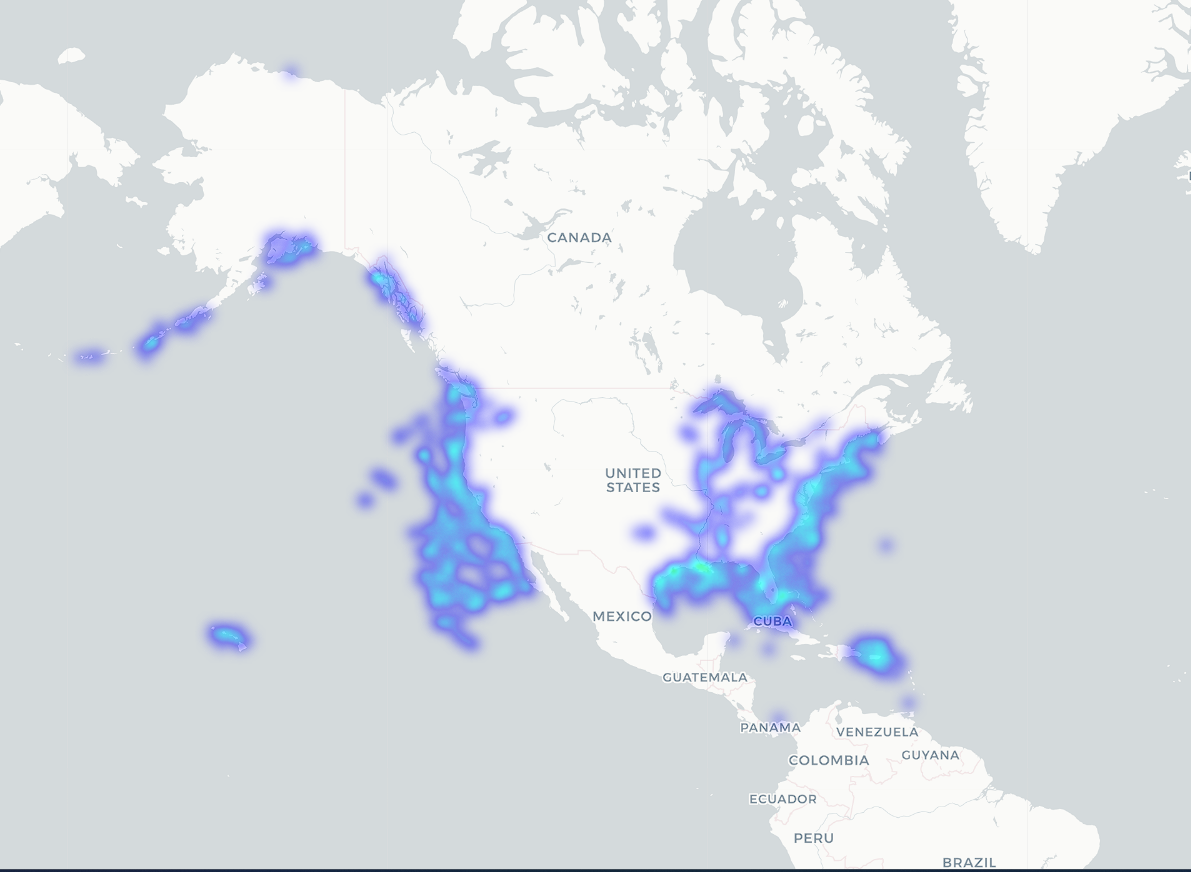 CANADA
UNITED
STATES
MEXICO
CUBA
GUATEMALA
PANAMA
VENEZUELA
GUYANA
COLOMBIA
ECUADOR
PERU
BRAZIL